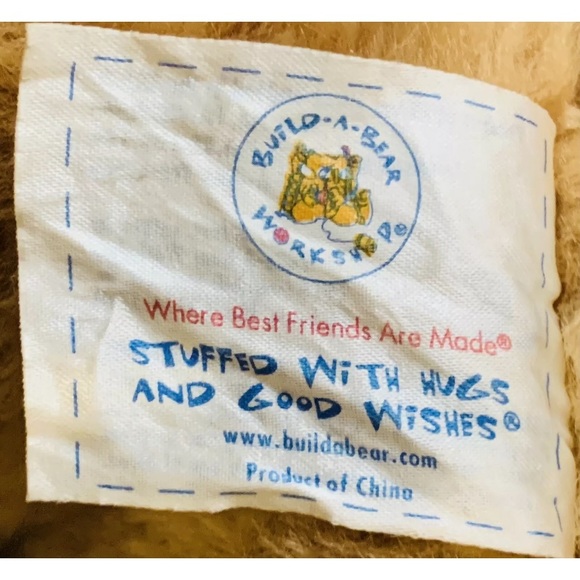 BUiLD-A-BEAR
WORKSHOP®
Where Best Friends Are Made®
STUFFED WiTH HUGS
AND GOOD WiSHES®
www.buildabear.com
Product of China